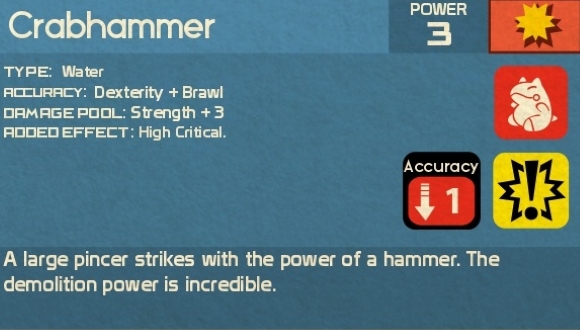 Crabhammer
POWER
3
TYPE: Water
ACCURACY: Dexterity + Brawl
DAMAGE POOL: Strength + 3
ADDED EFFECT: High Critical.
Accuracy
1
A large pincer strikes with the power of a hammer. The
demolition power is incredible.